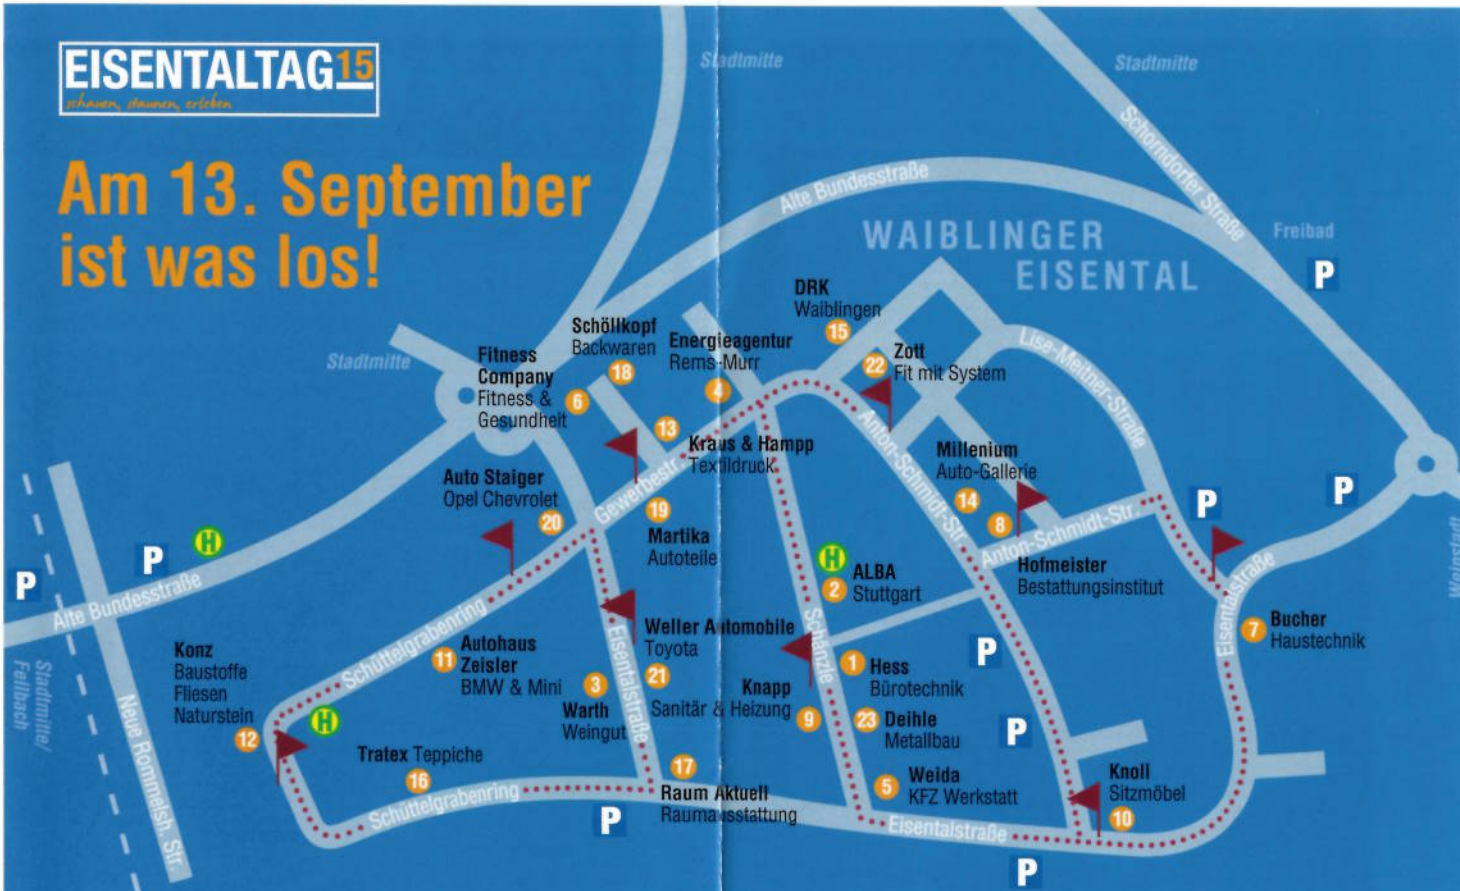 EISENTALTAG15
schauen, staunen, erleben
Am 13. September
ist was los!
Stadtmitte
Stadtmitte
Schorndorfer Straße
Alte Bundesstraße
WAIBLINGER
EISENTAL
Freibad
P
DRK
Waiblingen
15
Schöllkopf
Backwaren
18
Energieagentur
Rems-Murr
4
Zott
Fit mit System
22
Lise-Meitner-Straße
Stadtmitte
Fitness
Company
Fitness &
Gesundheit
6
13
Kraus & Hampp
Textildruck
Gewerbestr.
Anton-Schmidt-Str.
Millenium
Auto-Gallerie
14
8
Auto Staiger
Opel Chevrolet
20
19
Martika
Autoteile
Anton-Schmidt-Str.
P
P
Hofmeister
Bestattungsinstitut
H
P
P
Alte Bundesstraße
H
2
ALBA
Stuttgart
Weinstadt
Eisentalstraße
7
Bucher
Haustechnik
Konz
Baustoffe
Fliesen
Naturstein
12
Schüttelgrabenring
11
Autohaus
Zeisler
BMW & Mini
Eisentalstraße
Weller Automobile
Toyota
21
3
Warth
Weingut
Schänzle
1
Hess
Bürotechnik
P
Knapp
Sanitär & Heizung
9
23
Deihle
Metallbau
P
Stadtmitte/
Fellbach
Neue Rommelsh. Str.
H
Tratex Teppiche
16
17
Raum Aktuell
Raumausstattung
5
Weida
KFZ Werkstatt
Knoll
Sitzmöbel
10
Schüttelgrabenring
P
Eisentalstraße
P